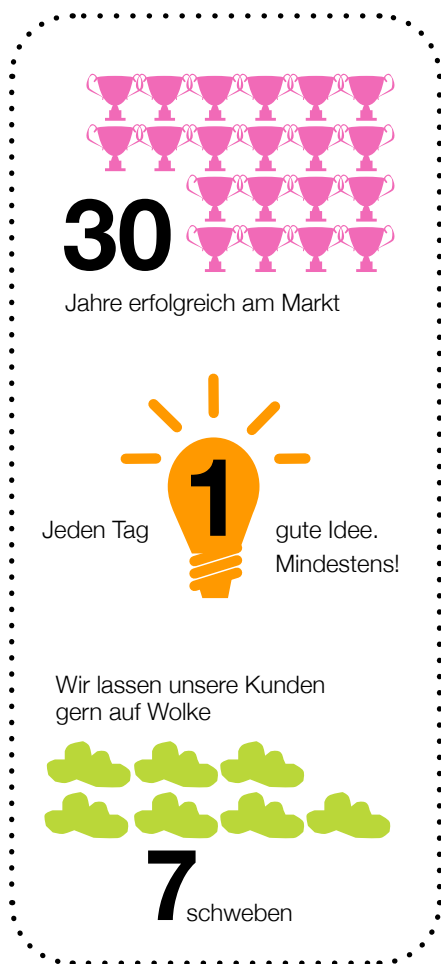 30
Jahre erfolgreich am Markt
Jeden Tag 1 gute Idee.
Mindestens!
Wir lassen unsere Kunden
gern auf Wolke
7 schweben